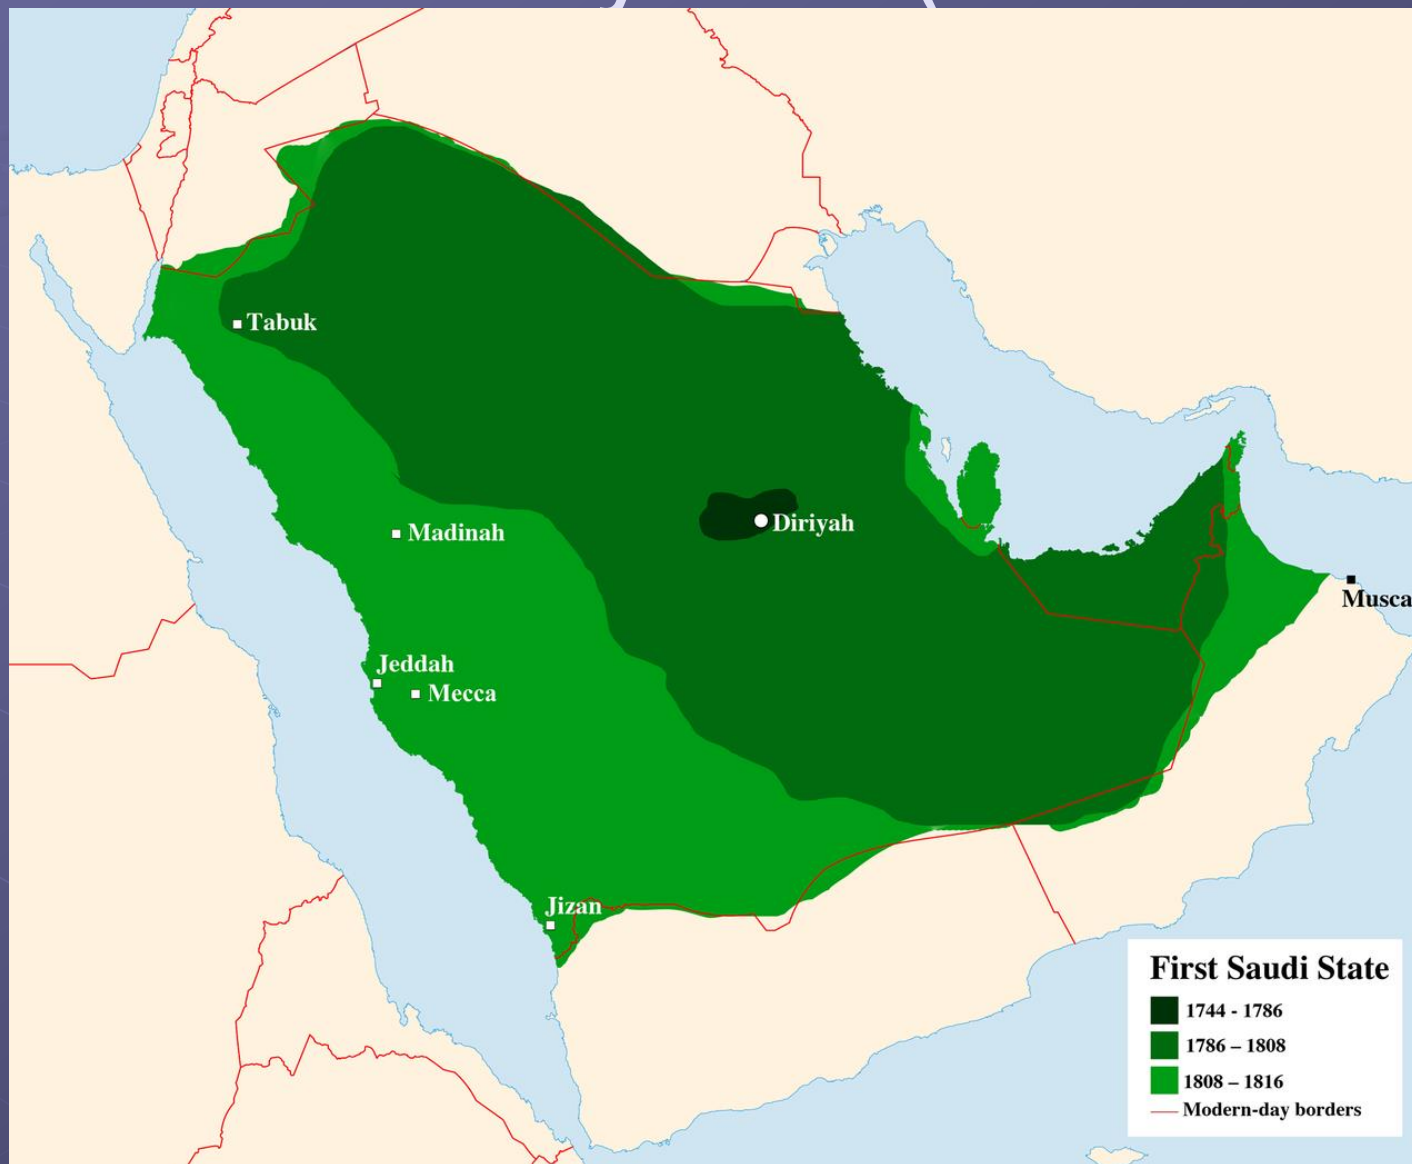 Tabuk
Diriyah
Madinah
Musca
Jeddah
Mecca
Jizan
First Saudi State
1744 - 1786
1786 – 1808
1808 – 1816
Modern-day borders